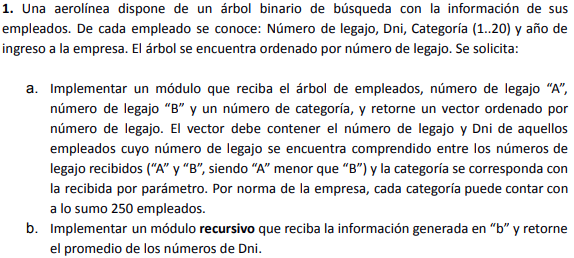 1. Una aerolínea dispone de un árbol binario de búsqueda con la información de sus
empleados. De cada empleado se conoce: Número de legajo, Dni, Categoría (1..20) y año de
ingreso a la empresa. El árbol se encuentra ordenado por número de legajo. Se solicita:
a. Implementar un módulo que reciba el árbol de empleados, número de legajo “A”,
número de legajo “B” y un número de categoría, y retorne un vector ordenado por
número de legajo. El vector debe contener el número de legajo y Dni de aquellos
empleados cuyo número de legajo se encuentra comprendido entre los números de
legajo recibidos (“A” y “B”, siendo “A” menor que “B”) y la categoría se corresponda con
la recibida por parámetro. Por norma de la empresa, cada categoría puede contar con
a lo sumo 250 empleados.
b. Implementar un módulo recursivo que reciba la información generada en “b” y retorne
el promedio de los números de Dni.